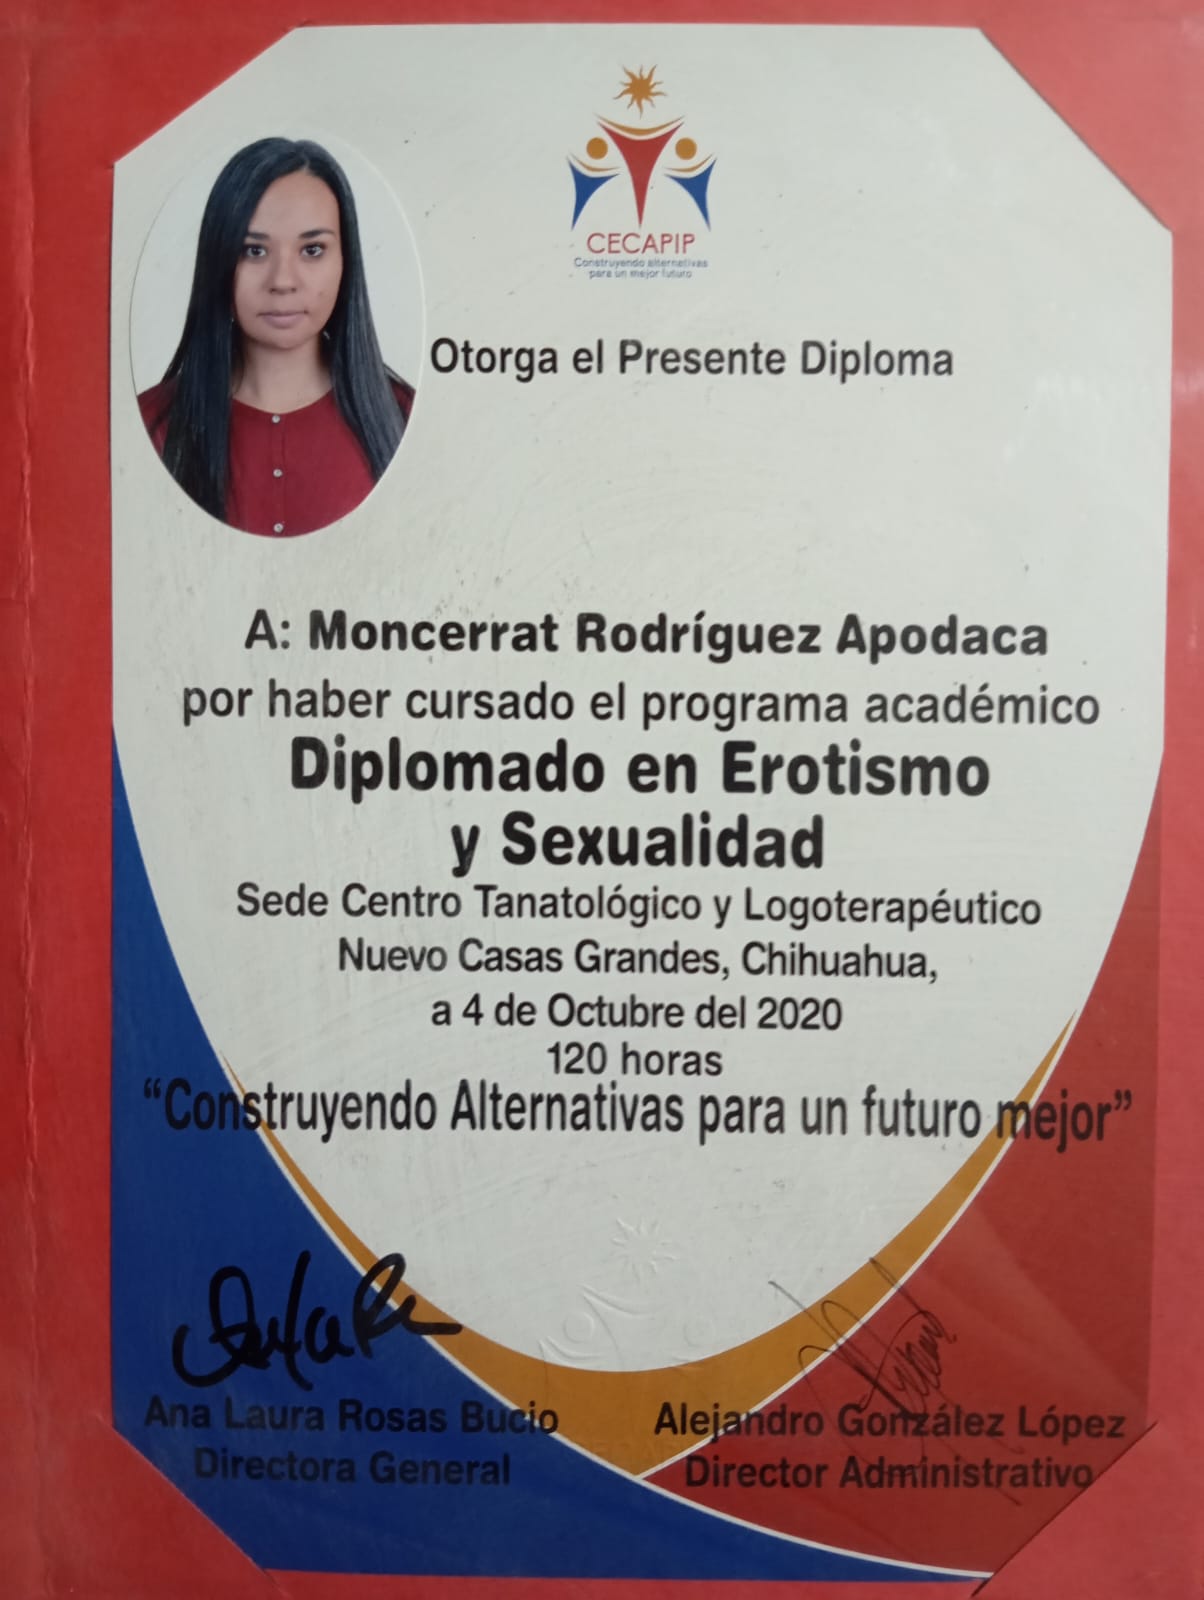 CECAPIP
Construyendo alternativas
para un mejor futuro
Otorga el Presente Diploma
A: Moncerrat Rodríguez Apodaca
por haber cursado el programa académico
Diplomado en Erotismo
y Sexualidad
Sede Centro Tanatológico y Logoterapéutico
Nuevo Casas Grandes, Chihuahua,
a 4 de Octubre del 2020
120 horas
“Construyendo Alternativas para un futuro mejor”
Ana Laura Rosas Bucio
Directora General
Alejandro González López
Director Administrativo